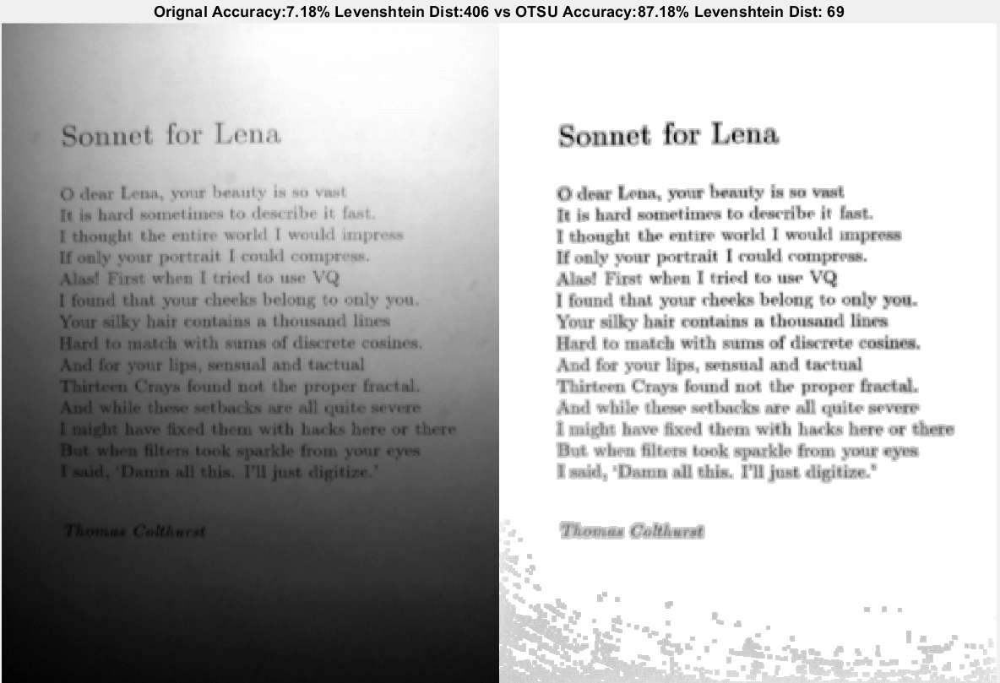 Orignal Accuracy:7.18% Levenshtein Dist:406 vs OTSU Accuracy:87.18% Levenshtein Dist: 69
Sonnet for Lena
O dear Lena, your beauty is so vast
It is hard sometimes to describe it fast.
I thought the entire world I would impress
If only your portrait I could compress.
Alas! First when I tried to use VQ
I found that your cheeks belong to only you.
Your silky hair contains a thousand lines
Hard to match with sums of discrete cosines.
And for your lips, sensual and tactual
Thirteen Crays found not the proper fractal.
And while these setbacks are all quite severe
I might have fixed them with hacks here or there
But when filters took sparkle from your eyes
I said, ‘Damn all this. I’ll just digitize.’
Thomas Colthurst
Sonnet for Lena
O dear Lena, your beauty is so vast
It is hard sometimes to describe it fast.
I thought the entire world I would impress
If only your portrait I could compress.
Alas! First when I tried to use VQ
I found that your cheeks belong to only you.
Your silky hair contains a thousand lines
Hard to match with sums of discrete cosines.
And for your lips, sensual and tactual
Thirteen Crays found not the proper fractal.
And while these setbacks are all quite severe
I might have fixed them with hacks here or there
But when filters took sparkle from your eyes
I said, ‘Damn all this. I’ll just digitize.’
Thomas Colthurst